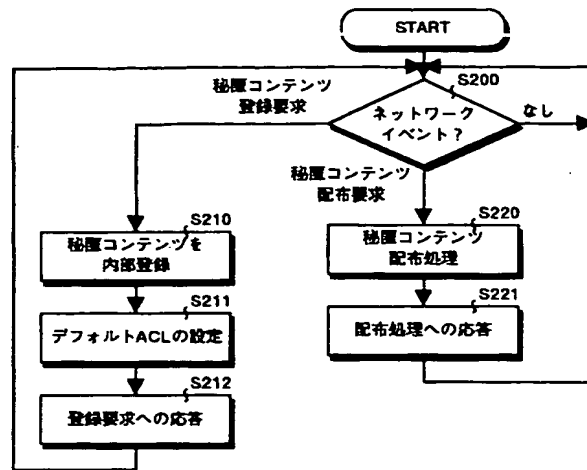 START
S200
秘匿コンテンツ
登録要求
ネットワーク
イベント?
なし
秘匿コンテンツ
配布要求
S210
秘匿コンテンツを
内部登録
S220
秘匿コンテンツ
配布処理
S211
デフォルトACLの設定
S221
配布処理への応答
S212
登録要求への応答